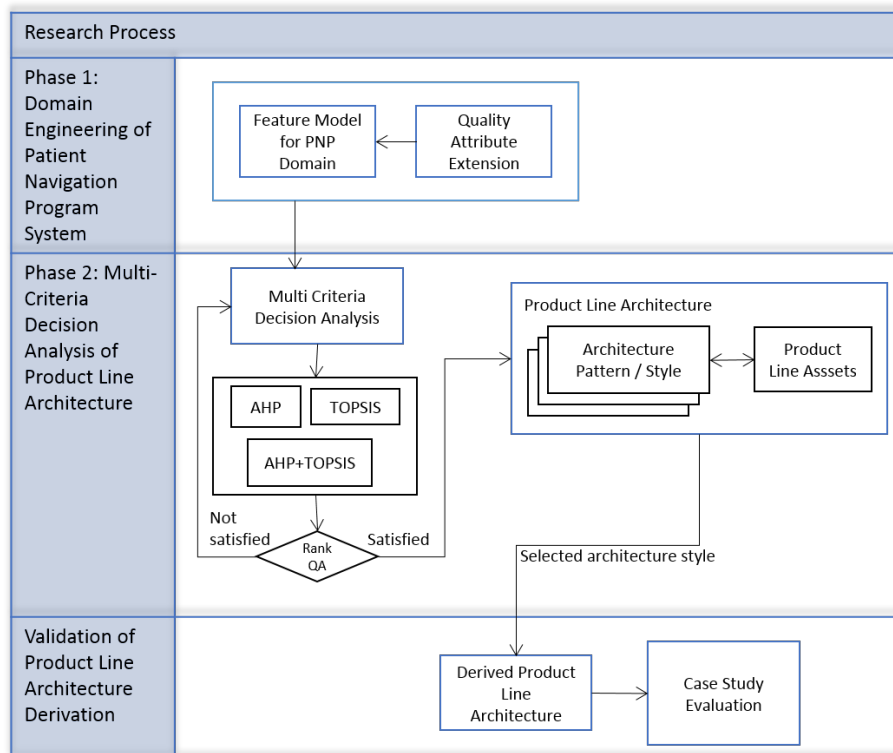 Research Process
Phase 1:
Domain
Engineering of
Patient
Navigation
Program
System
Feature Model
for PNP
Domain
Quality
Attribute
Extension
Phase 2: Multi-
Criteria
Decision
Analysis of
Product Line
Architecture
Multi Criteria
Decision Analysis
AHP
TOPSIS
AHP+TOPSIS
Not
satisfied
Rank
QA
Satisfied
Product Line Architecture
Architecture
Pattern / Style
Product
Line Asssets
Selected architecture style
Validation of
Product Line
Architecture
Derivation
Derived Product
Line
Architecture
Case Study
Evaluation